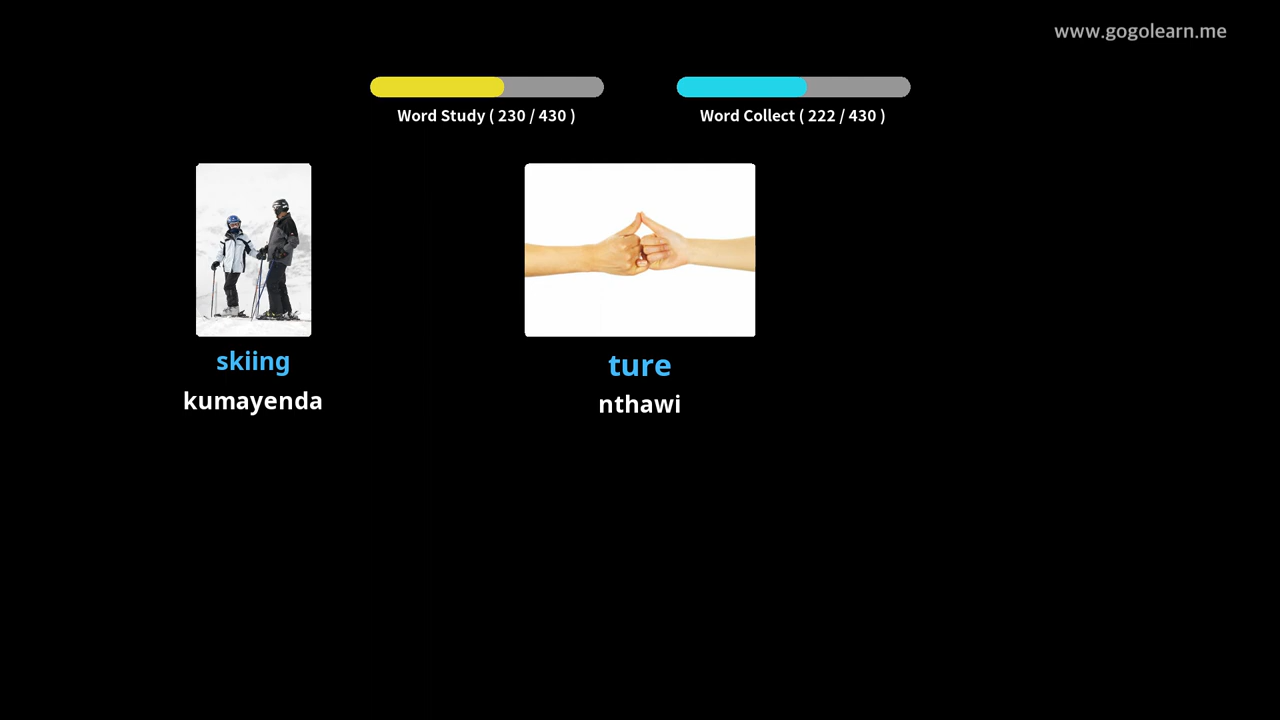 www.gogolearn.me
Word Study ( 230 / 430 )
Word Collect ( 222 / 430 )
skiing
kumayenda
ture
nthawi